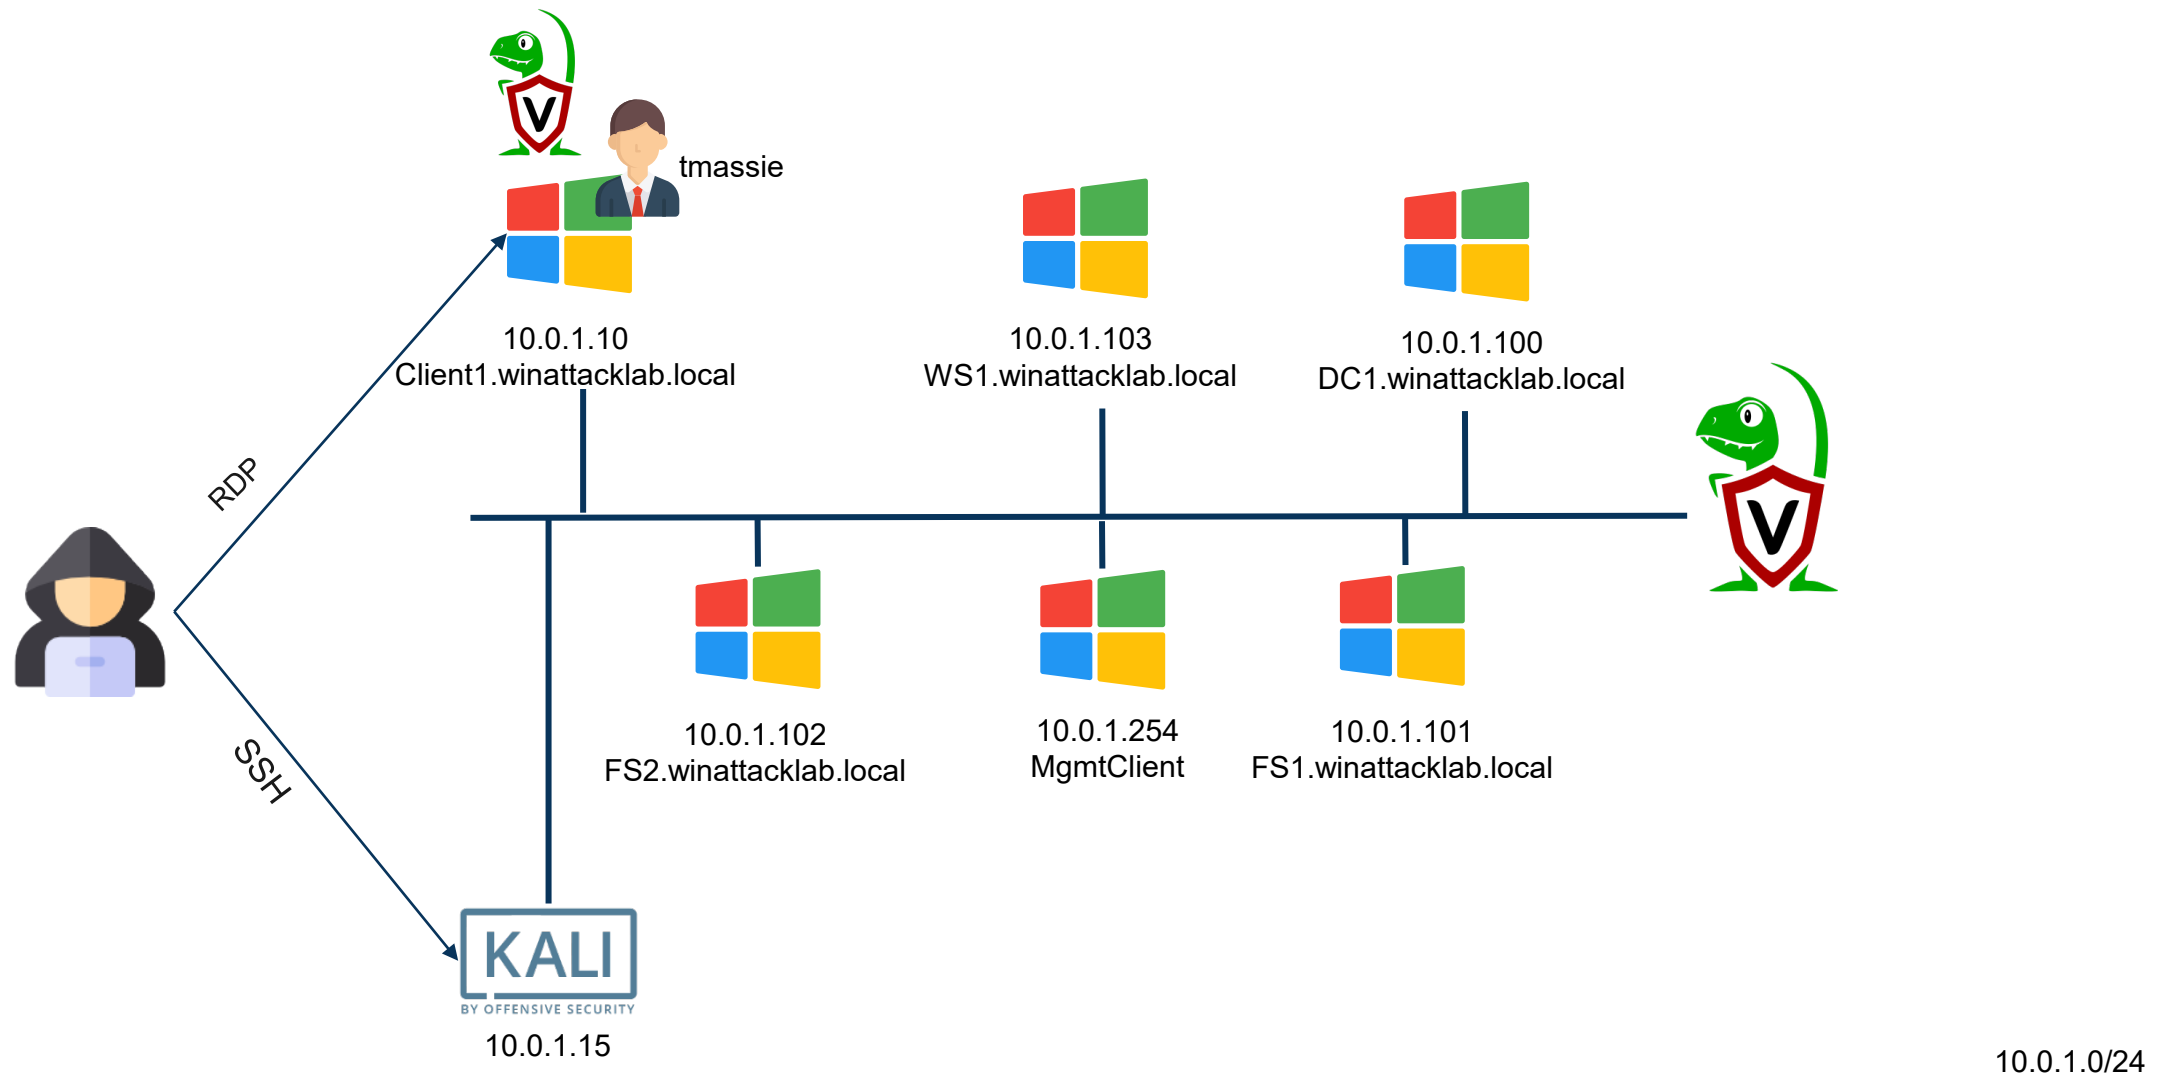 tmassie
10.0.1.10
Client1.winattacklab.local
10.0.1.103
WS1.winattacklab.local
10.0.1.100
DC1.winattacklab.local
V
V
RDP
SSH
10.0.1.102
FS2.winattacklab.local
10.0.1.254
MgmtClient
10.0.1.101
FS1.winattacklab.local
KALI
BY OFFENSIVE SECURITY
10.0.1.15
10.0.1.0/24